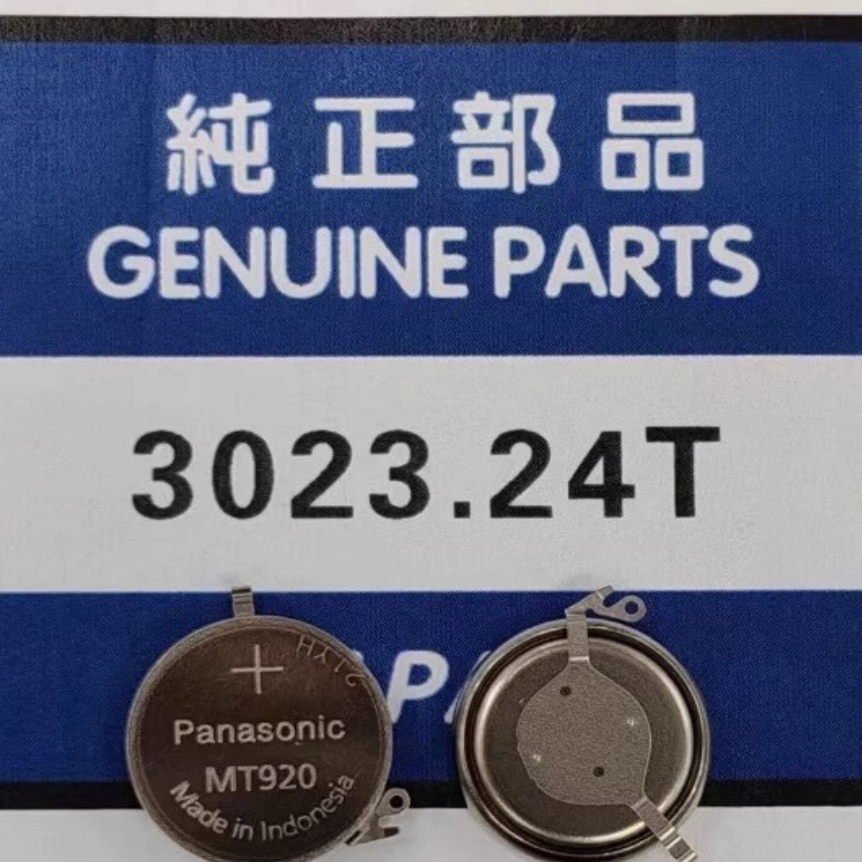 純正部品
GENUINE PARTS
3023.24T
+
Panasonic
MT920
Made in Indonesia